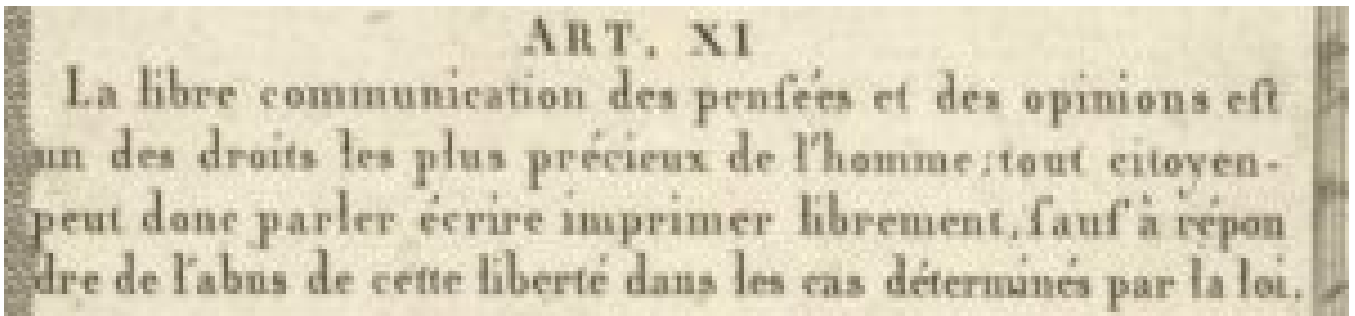 ART. XI
La libre communication des penſées et des opinions eſt
un des droits les plus précieux de l'homme; tout citoyen-
peut donc parler écrire imprimer librement, ſauf à répon
dre de l'abus de cette liberté dans les cas déterminés par la loi.